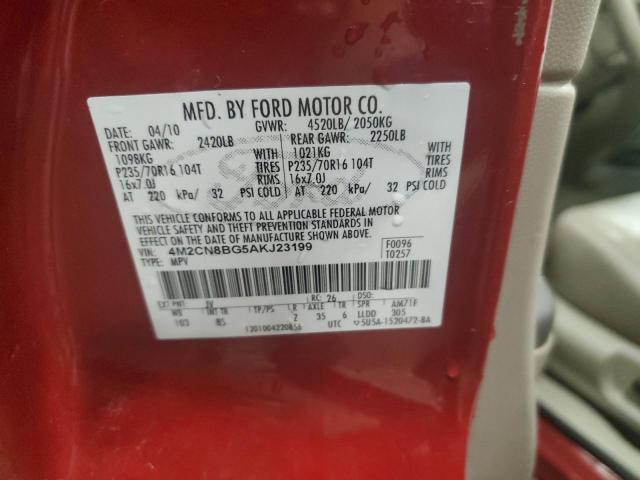 MFD. BY FORD MOTOR CO.
DATE: 04/10 GVWR: 4520LB/ 2050KG
FRONT GAWR: 2420LB REAR GAWR: 2250LB
1098KG WITH 1021KG WITH
P235/70R16 104T TIRES P235/70R16 104T TIRES
16x7.0J RIMS 16x7.0J RIMS
AT 220 kPa/ 32 PSI COLD AT 220 kPa/ 32 PSI COLD
THIS VEHICLE CONFORMS TO ALL APPLICABLE FEDERAL MOTOR
VEHICLE SAFETY AND THEFT PREVENTION STANDARDS IN
EFFECT ON THE DATE OF MANUFACTURE SHOWN ABOVE.
VIN: 4M2CN8BG5AKJ23199 F0096
TYPE: MPV T0257
EXT PNT: JV RC: 26 DSO:
WB INT TR TP/PS R AXLE TR SPR AM71F
103 BS 2 35 6 LLDD 305
1201004220856 UTC 5U5A-1520472-BA